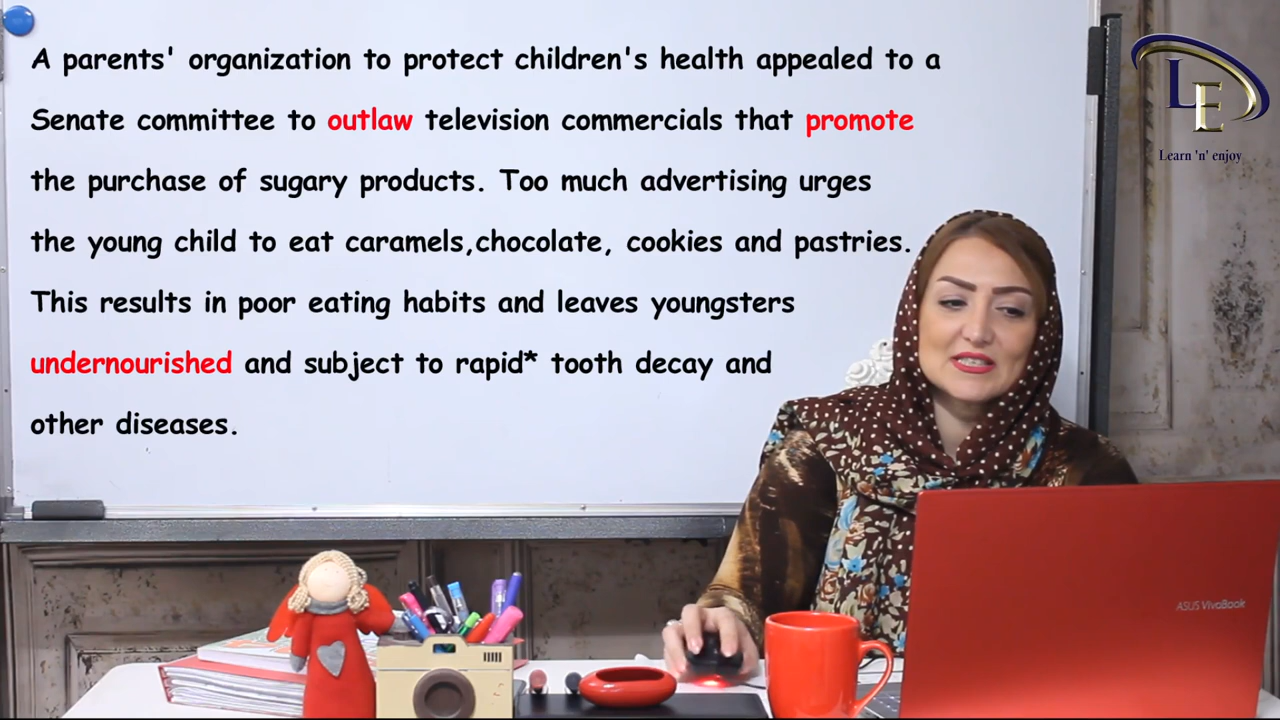 A parents' organization to protect children's health appealed to a
Senate committee to outlaw television commercials that promote
the purchase of sugary products. Too much advertising urges
the young child to eat caramels,chocolate, cookies and pastries.
This results in poor eating habits and leaves youngsters
undernourished and subject to rapid* tooth decay and
other diseases.
LE
Learn 'n' enjoy
ASUS VivoBook